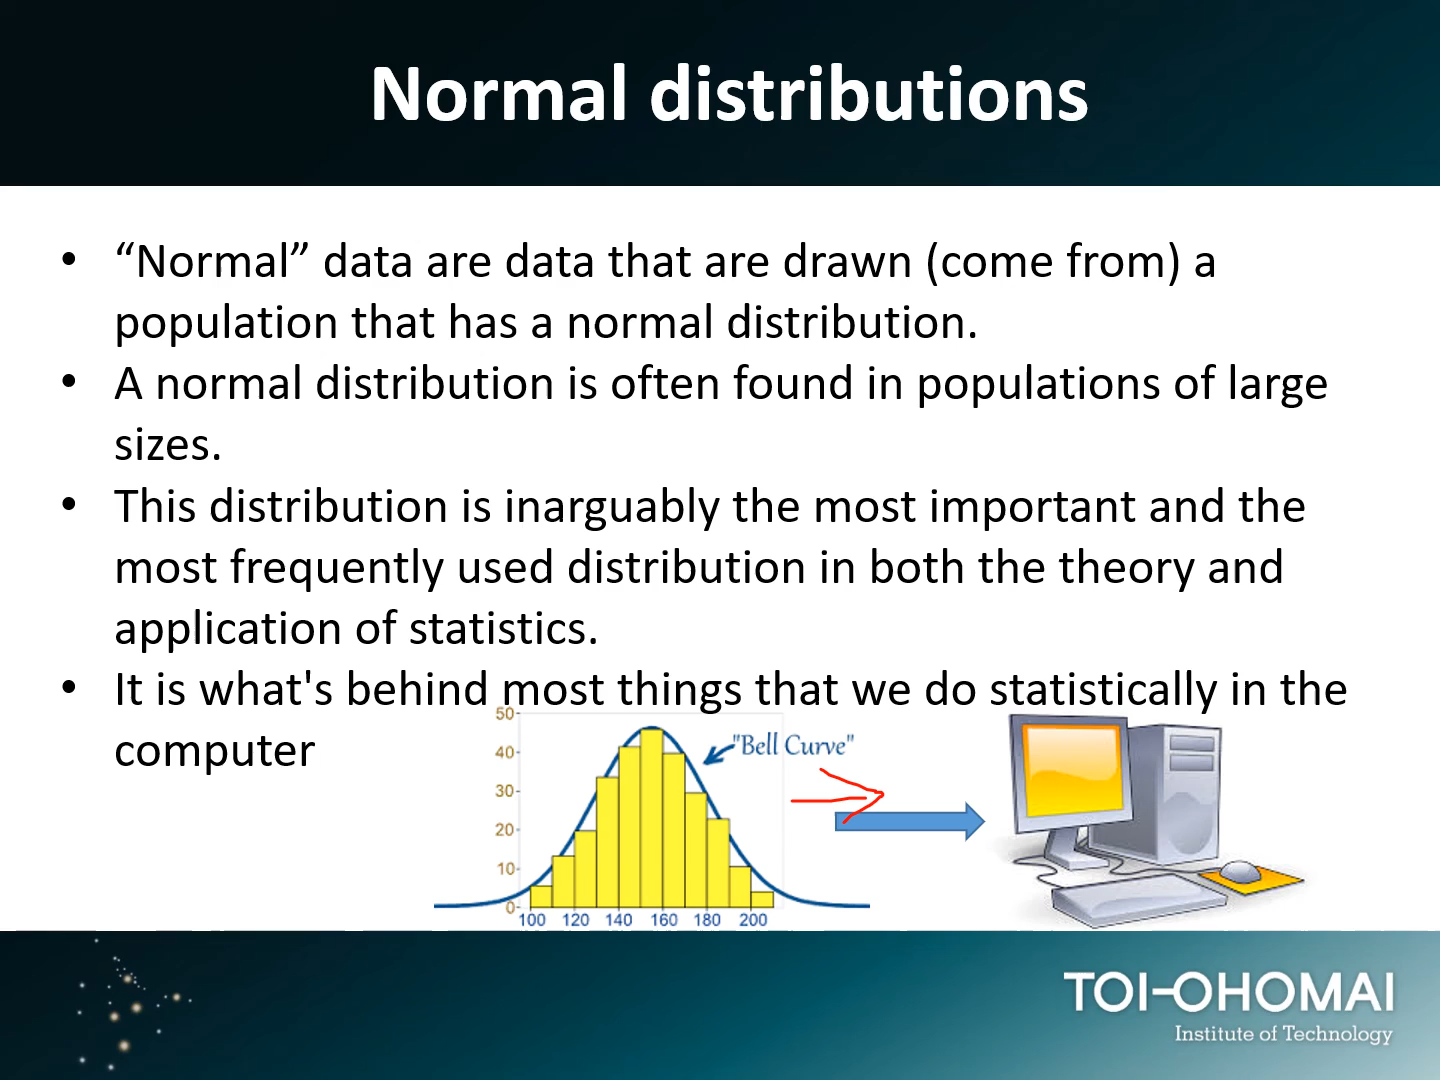 Normal distributions
• “Normal” data are data that are drawn (come from) a
population that has a normal distribution.
• A normal distribution is often found in populations of large
sizes.
• This distribution is inarguably the most important and the
most frequently used distribution in both the theory and
application of statistics.
• It is what's behind most things that we do statistically in the
computer
50
40
30
20
10
0
"Bell Curve"
100 120 140 160 180 200
TOI-OHOMAI
Institute of Technology